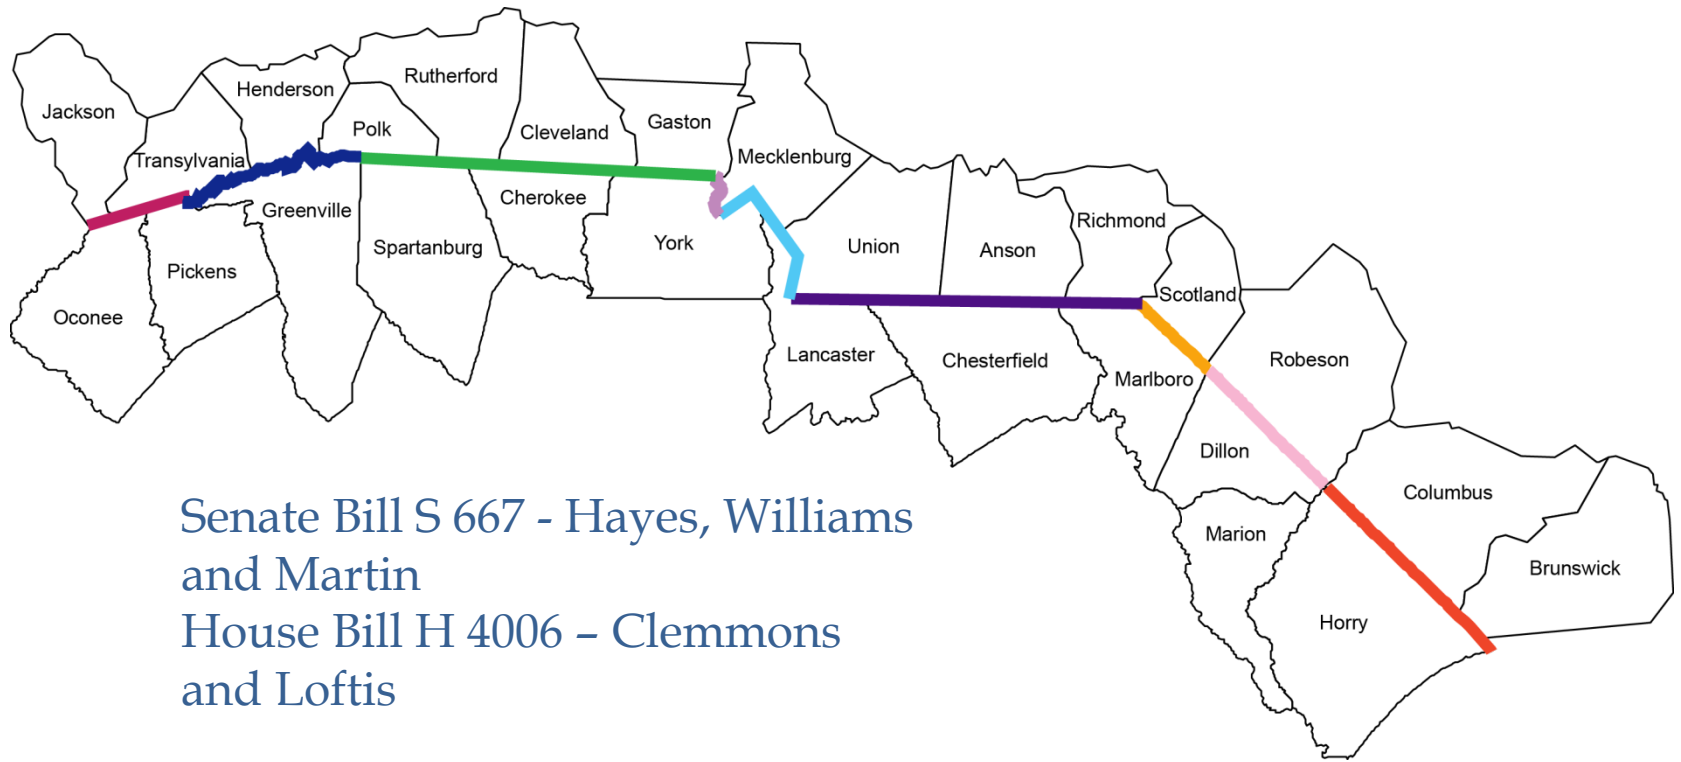 Rutherford
Henderson
Jackson
Gaston
Polk
Cleveland
Mecklenburg
Transylvania
Cherokee
Greenville
Richmond
York
Union
Anson
Spartanburg
Pickens
Scotland
Oconee
Lancaster
Chesterfield
Robeson
Marlboro
Dillon
Columbus
Marion
Brunswick
Horry
Senate Bill S 667 - Hayes, Williams
and Martin
House Bill H 4006 – Clemmons
and Loftis